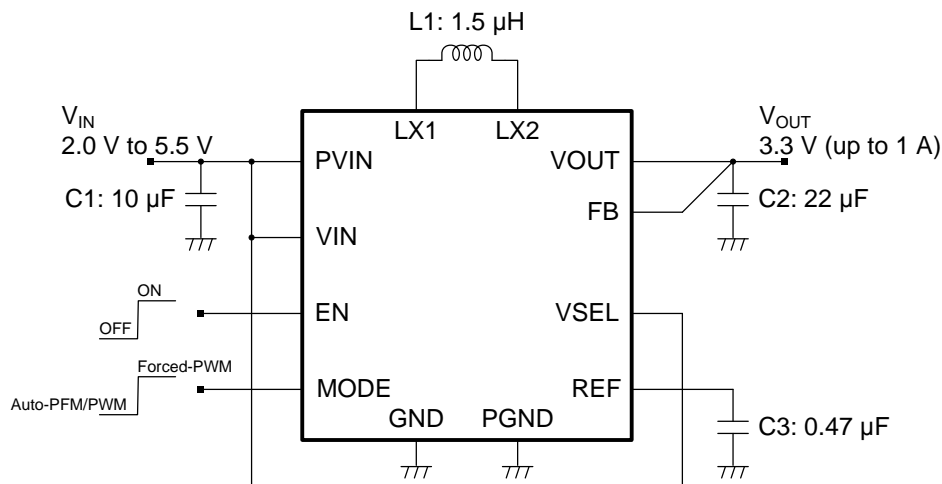 L1: 1.5 µH
LX1 LX2
VIN
2.0 V to 5.5 V
VOUT
3.3 V (up to 1 A)
PVIN
VOUT
C1: 10 µF
C2: 22 µF
FB
VIN
ON
OFF
EN
VSEL
Forced-PWM
Auto-PFM/PWM
MODE
REF
GND PGND
C3: 0.47 µF